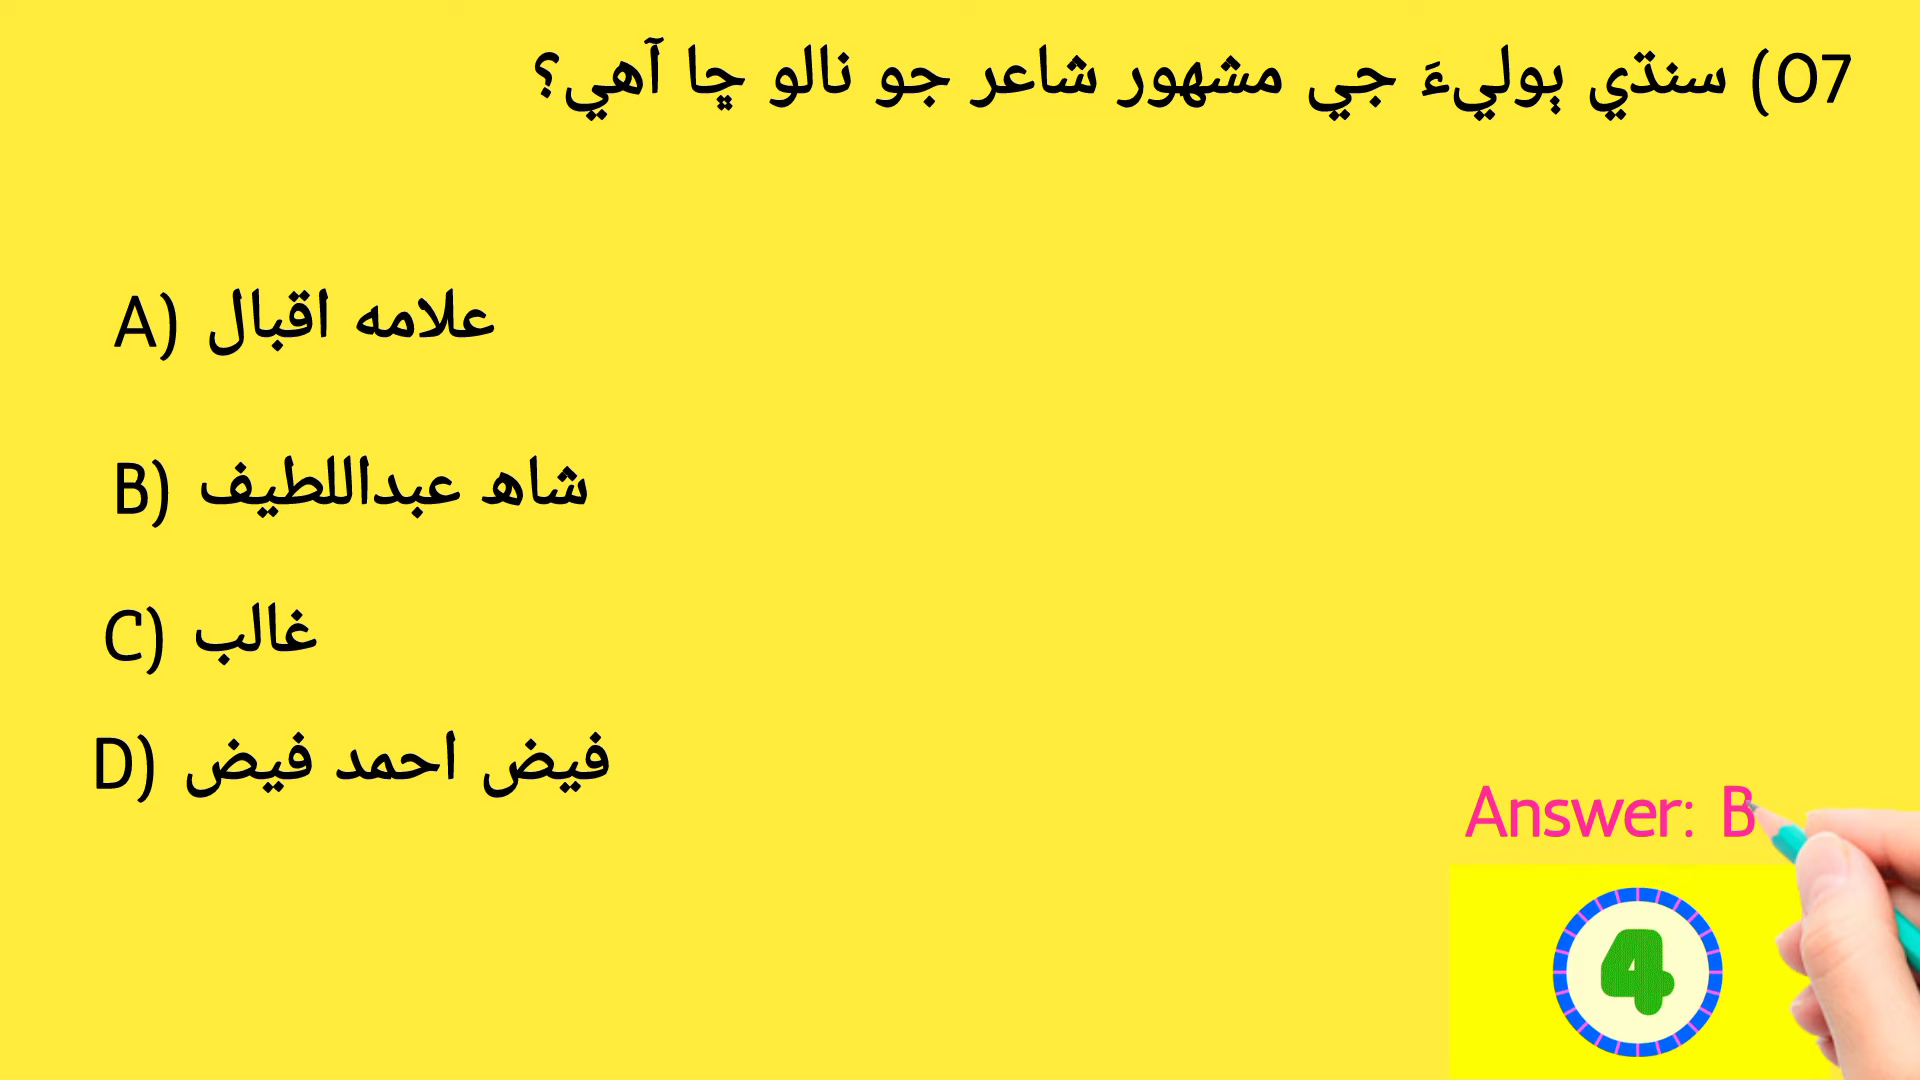 07) سنڌي ٻوليءَ جي مشهور شاعر جو نالو ڇا آهي؟
A) علامه اقبال
B) شاهه عبداللطيف
C) غالب
D) فيض احمد فيض
Answer: B
4